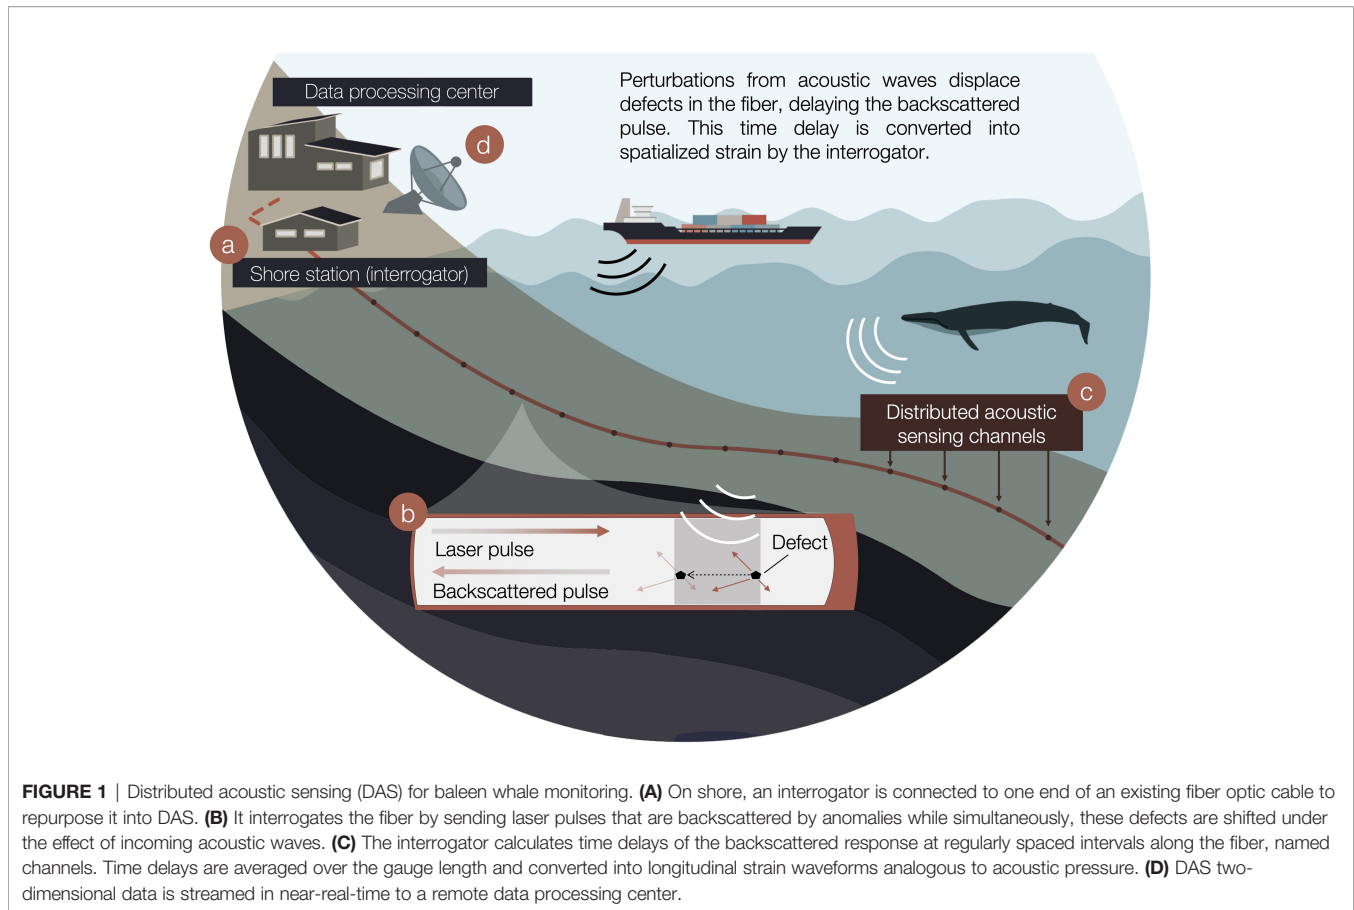 Data processing center
Perturbations from acoustic waves displace
defects in the fiber, delaying the backscattered
pulse. This time delay is converted into
spatialized strain by the interrogator.
d
a
Shore station (interrogator)
c
Distributed acoustic
sensing channels
b
Laser pulse
Defect
Backscattered pulse
FIGURE 1 | Distributed acoustic sensing (DAS) for baleen whale monitoring. (A) On shore, an interrogator is connected to one end of an existing fiber optic cable to
repurpose it into DAS. (B) It interrogates the fiber by sending laser pulses that are backscattered by anomalies while simultaneously, these defects are shifted under
the effect of incoming acoustic waves. (C) The interrogator calculates time delays of the backscattered response at regularly spaced intervals along the fiber, named
channels. Time delays are averaged over the gauge length and converted into longitudinal strain waveforms analogous to acoustic pressure. (D) DAS two-
dimensional data is streamed in near-real-time to a remote data processing center.